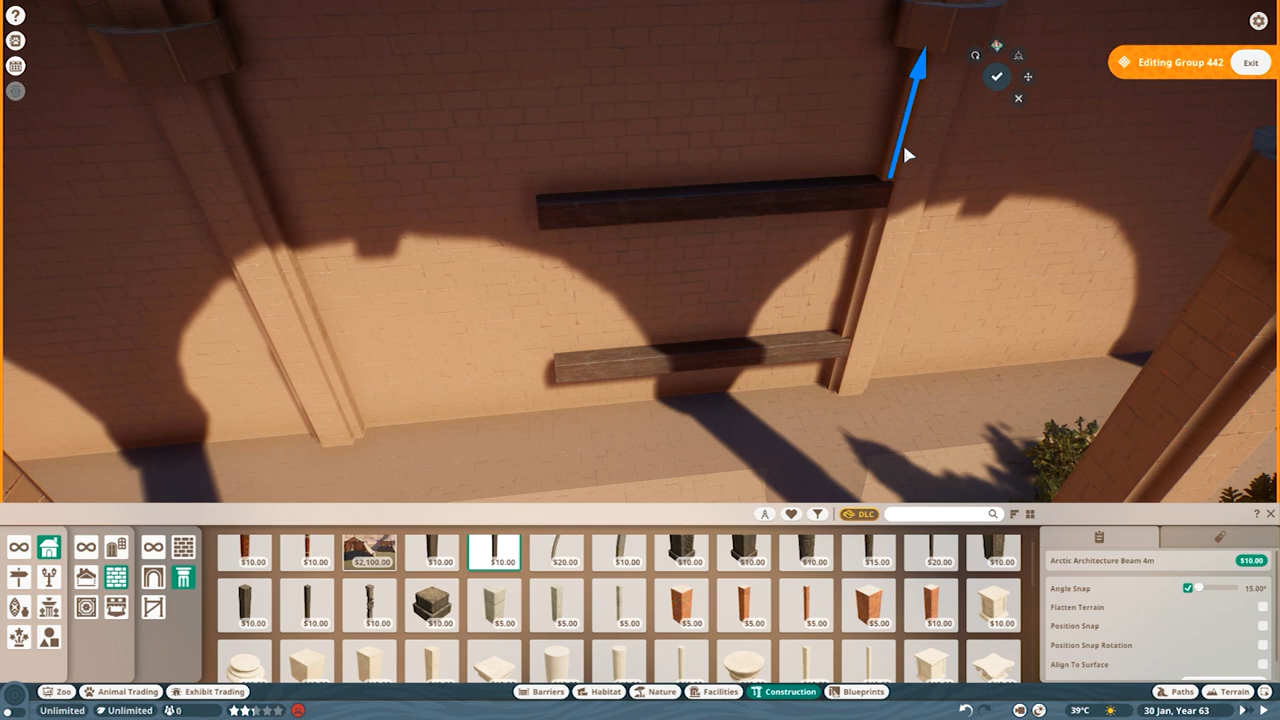 ?
Editing Group 442
Exit
DLC
? ×
$10.00 $10.00 $2,100.00 $10.00 $10.00 $20.00 $10.00 $10.00 $10.00 $10.00 $15.00 $20.00 $10.00
Arctic Architecture Beam 4m $10.00
Angle Snap 15.00°
Flatten Terrain
$10.00 $10.00 $10.00 $10.00 $5.00 $5.00 $5.00 $5.00 $5.00 $5.00 $5.00 $10.00 $10.00
Position Snap
Position Snap Rotation
Align To Surface
Zoo Animal Trading Exhibit Trading Barriers Habitat Nature Facilities Construction Blueprints Paths Terrain
Unlimited Unlimited 0 39°C 30 Jan, Year 63